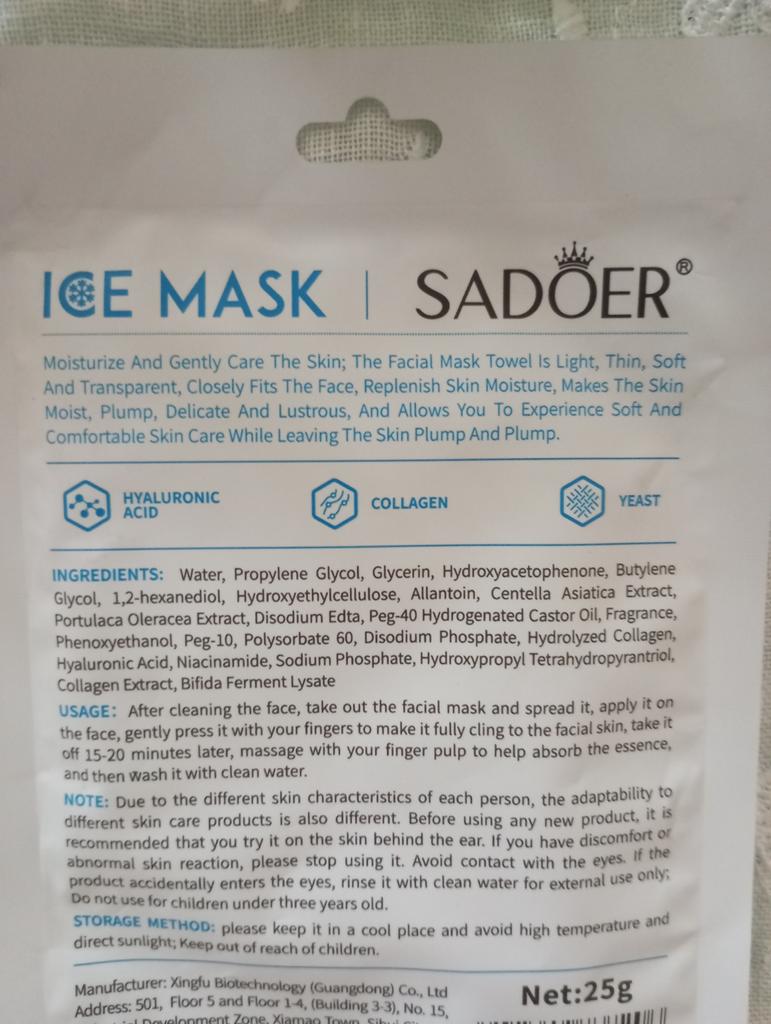 ICE MASK | SADOER®
Moisturize And Gently Care The Skin; The Facial Mask Towel Is Light, Thin, Soft
And Transparent, Closely Fits The Face, Replenish Skin Moisture, Makes The Skin
Moist, Plump, Delicate And Lustrous, And Allows You To Experience Soft And
Comfortable Skin Care While Leaving The Skin Plump And Plump.
HYALURONIC
ACID
COLLAGEN
YEAST
INGREDIENTS: Water, Propylene Glycol, Glycerin, Hydroxyacetophenone, Butylene
Glycol, 1,2-hexanediol, Hydroxyethylcellulose, Allantoin, Centella Asiatica Extract,
Portulaca Oleracea Extract, Disodium Edta, Peg-40 Hydrogenated Castor Oil, Fragrance,
Phenoxyethanol, Peg-10, Polysorbate 60, Disodium Phosphate, Hydrolyzed Collagen,
Hyaluronic Acid, Niacinamide, Sodium Phosphate, Hydroxypropyl Tetrahydropyrantriol,
Collagen Extract, Bifida Ferment Lysate
USAGE: After cleaning the face, take out the facial mask and spread it, apply it on
the face, gently press it with your fingers to make it fully cling to the facial skin, take it
off 15-20 minutes later, massage with your finger pulp to help absorb the essence,
and then wash it with clean water.
NOTE: Due to the different skin characteristics of each person, the adaptability to
different skin care products is also different. Before using any new product, it is
recommended that you try it on the skin behind the ear. If you have discomfort or
abnormal skin reaction, please stop using it. Avoid contact with the eyes. If the
product accidentally enters the eyes, rinse it with clean water for external use only;
Do not use for children under three years old.
STORAGE METHOD: please keep it in a cool place and avoid high temperature and
direct sunlight; Keep out of reach of children.
Manufacturer: Xingfu Biotechnology (Guangdong) Co., Ltd
Address: 501, Floor 5 and Floor 1-4, (Building 3-3), No. 15,
Development Zone, Xiamao Town,
Net:25g